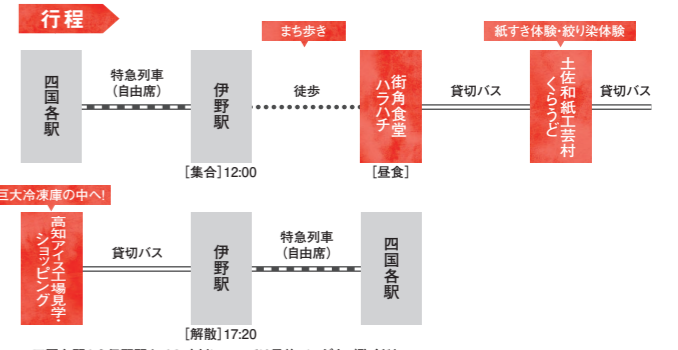 行程
まち歩き
紙すき体験・絞り染体験
四国各駅
特急列車
(自由席)
伊野駅
徒歩
街角食堂
ハラハチ
貸切バス
土佐和紙工芸村
くらうど
貸切バス
[集合]12:00
[昼食]
巨大冷凍庫の中へ!
高知アイス工場見学・
ショッピング
貸切バス
伊野駅
特急列車
(自由席)
四国各駅
[解散]17:20